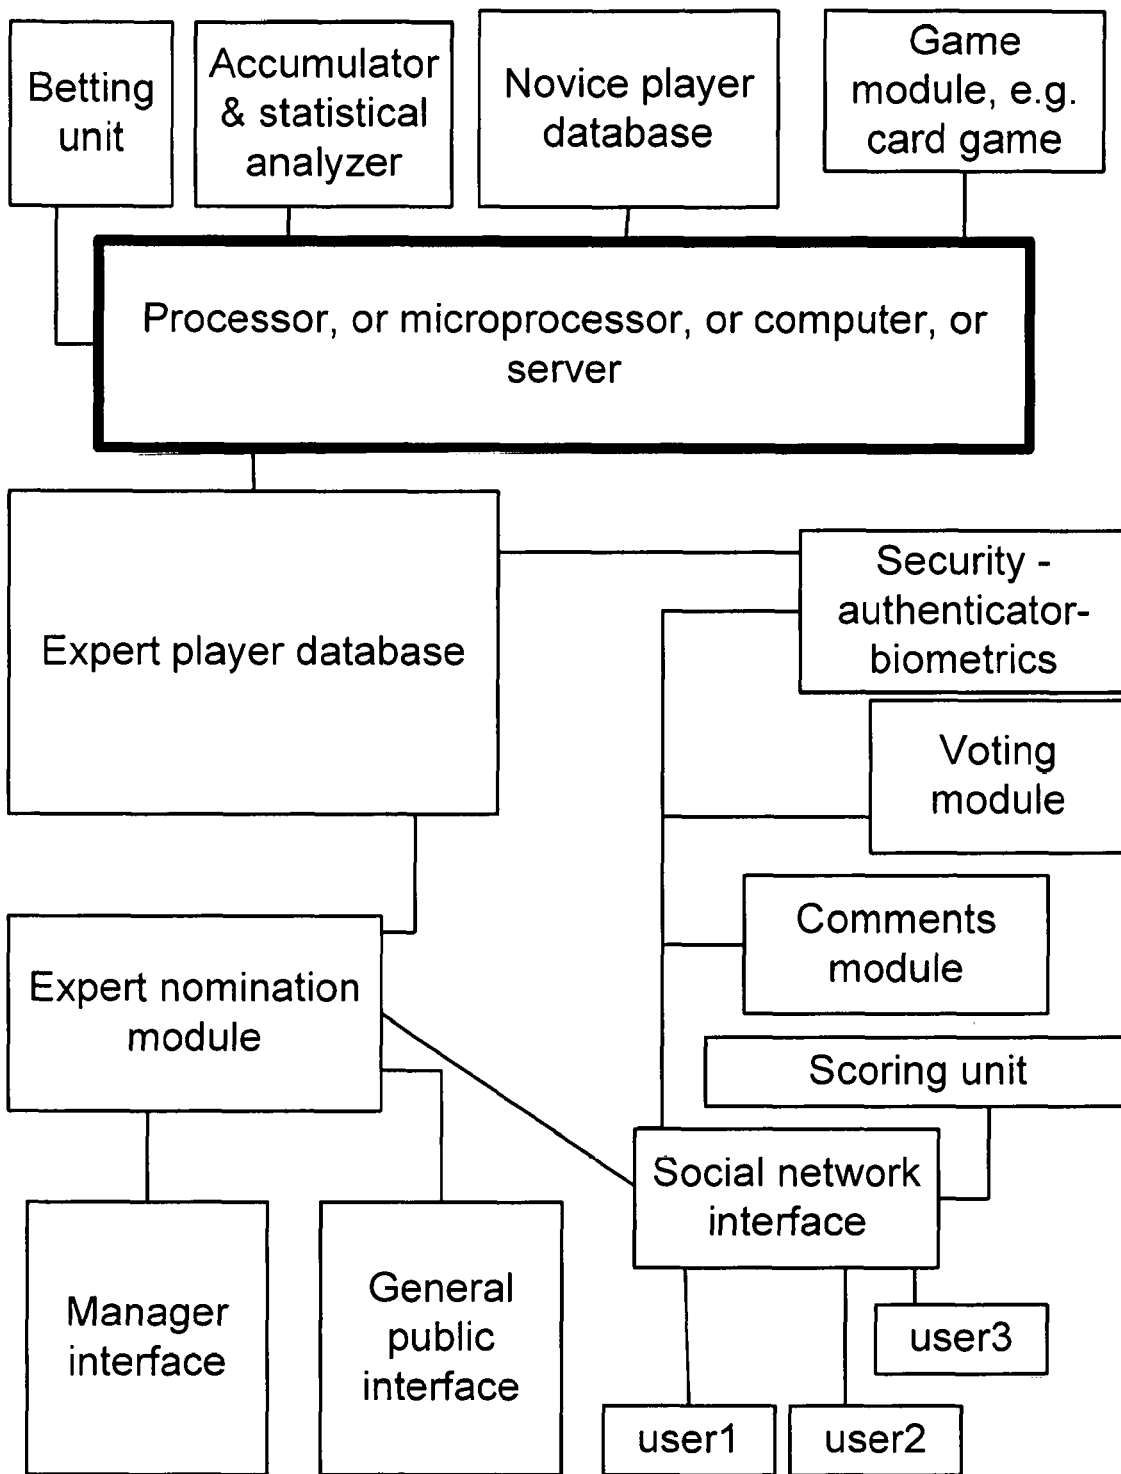 Betting
unit
Accumulator
& statistical
analyzer
Novice player
database
Game
module, e.g.
card game
Processor, or microprocessor, or computer, or
server
Expert player database
Security -
authenticator-
biometrics
Voting
module
Comments
module
Expert nomination
module
Scoring unit
Social network
interface
Manager
interface
General
public
interface
user3
user1
user2